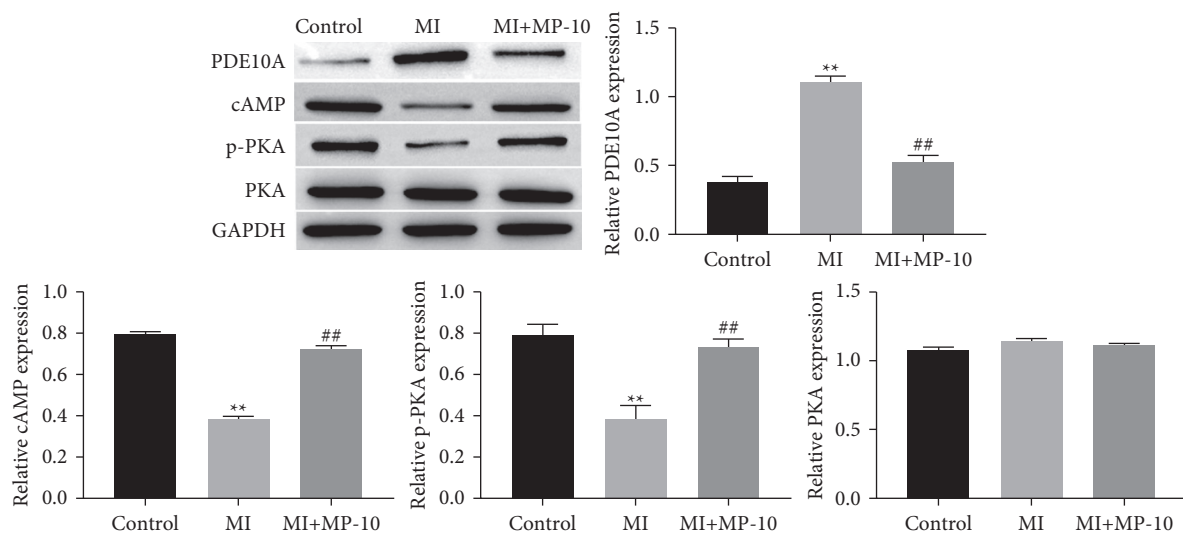 Control MI MI+MP-10
PDE10A
cAMP
p-PKA
PKA
GAPDH
Relative PDE10A expression
1.5
1.0
0.5
0.0
**
##
Control MI MI+MP-10
Relative cAMP expression
1.0
0.8
0.6
0.4
0.2
0.0
**
##
Control MI MI+MP-10
Relative p-PKA expression
1.0
0.8
0.6
0.4
0.2
0.0
**
##
Control MI MI+MP-10
Relative PKA expression
1.5
1.0
0.5
0.0
Control MI MI+MP-10